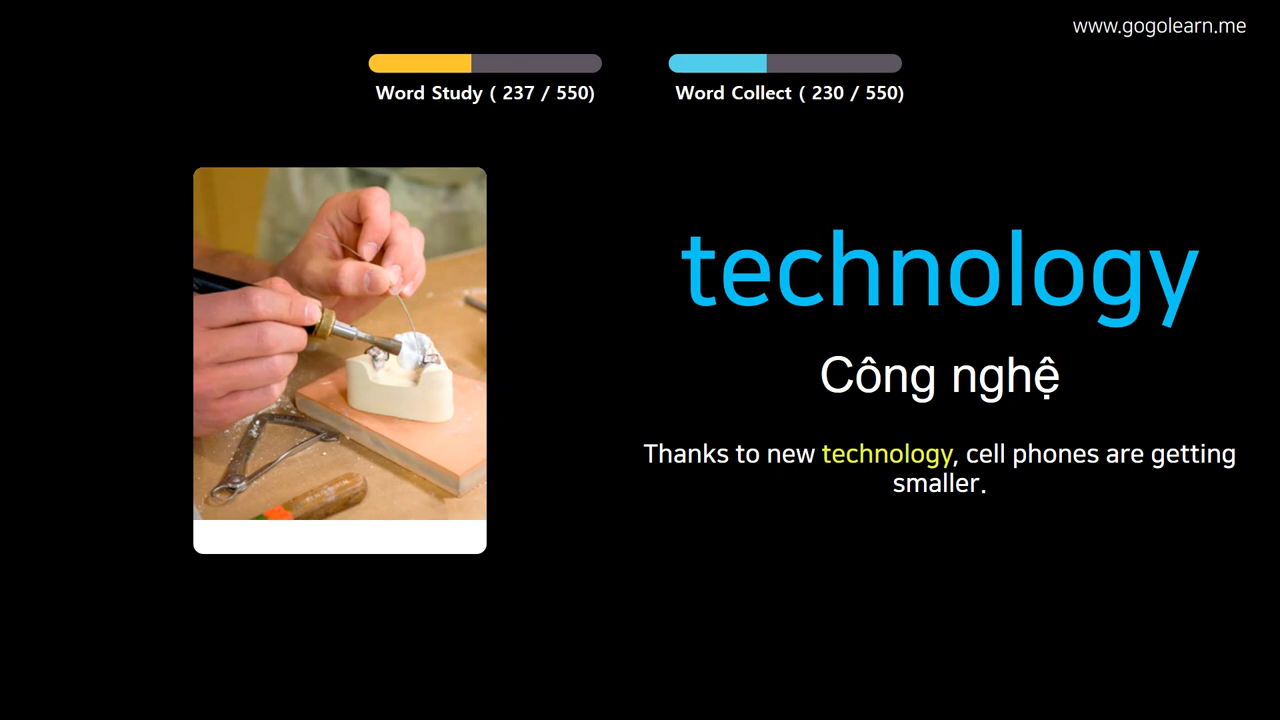 www.gogolearn.me
Word Study ( 237 / 550)
Word Collect ( 230 / 550)
technology
Công nghệ
Thanks to new technology, cell phones are getting
smaller.